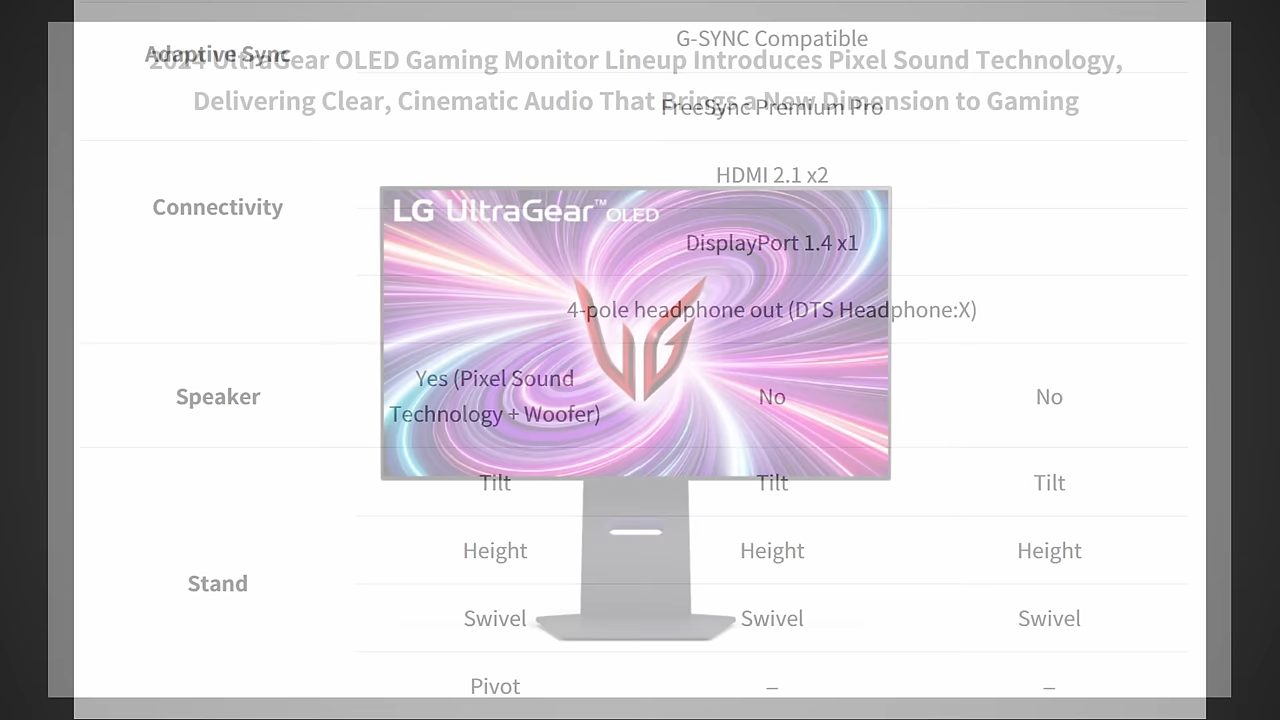 2024 UltraGear OLED Gaming Monitor Lineup Introduces Pixel Sound Technology,
Delivering Clear, Cinematic Audio That Brings a New Dimension to Gaming
Adaptive Sync
G-SYNC Compatible
FreeSync Premium Pro
Connectivity
HDMI 2.1 x2
LG UltraGear™ OLED
DisplayPort 1.4 x1
4-pole headphone out (DTS Headphone:X)
Speaker
Yes (Pixel Sound
Technology + Woofer)
No
No
Stand
Tilt
Tilt
Tilt
Height
Height
Height
Swivel
Swivel
Swivel
Pivot
–
–